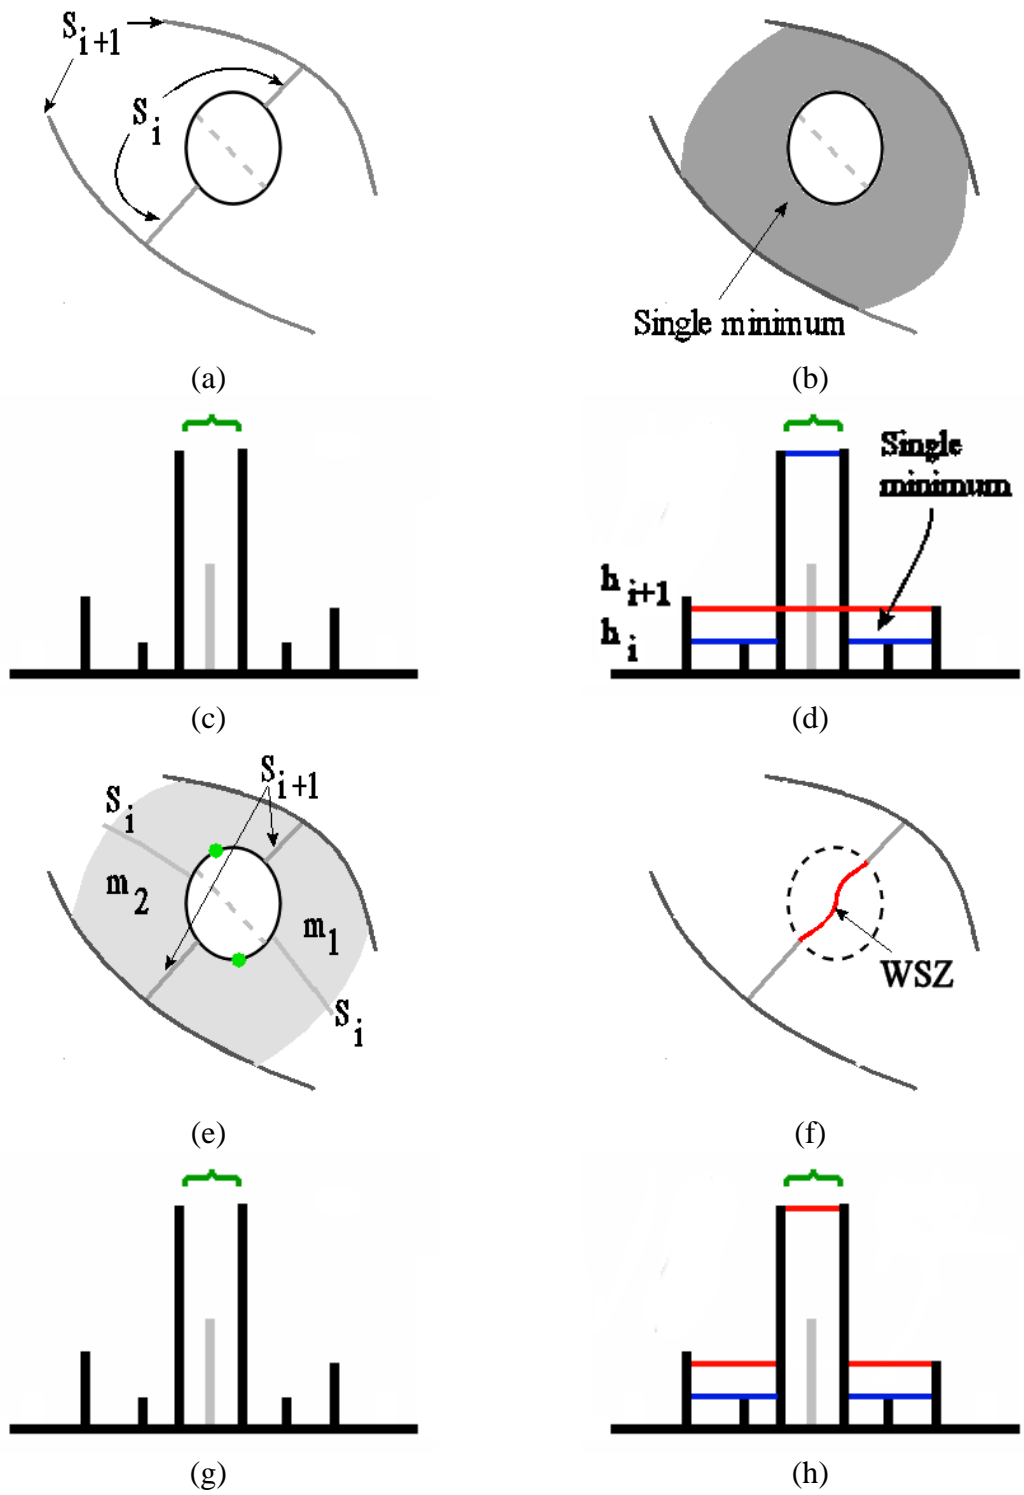 S i+1
S i
Single minimum
(a)
(b)
Single
minimum
h i+1
h i
(c)
(d)
S i+1
S i
m 2
m 1
S i
WSZ
(e)
(f)
(g)
(h)